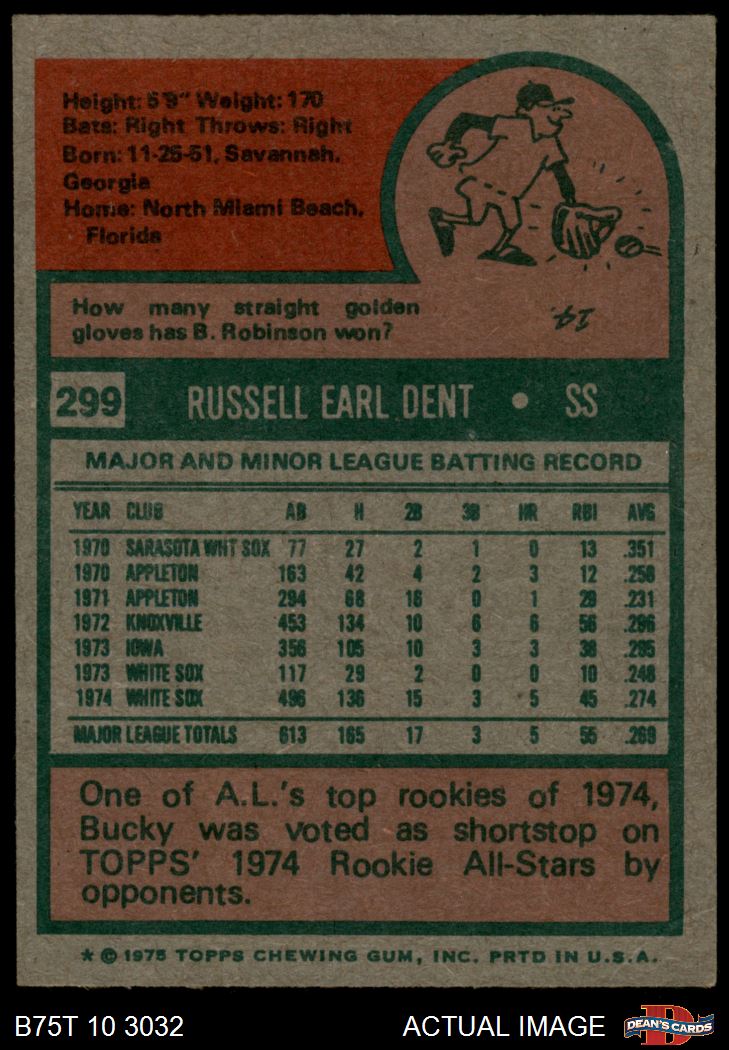 Height: 5'9" Weight: 170
Bats: Right Throws: Right
Born: 11-25-51, Savannah,
Georgia
Home: North Miami Beach,
Florida
How many straight golden
gloves has B. Robinson won?
14.
299 RUSSELL EARL DENT • SS
MAJOR AND MINOR LEAGUE BATTING RECORD
YEAR CLUB AB H 2B 3B HR RBI AVG
1970 SARASOTA WHT SOX 77 27 2 1 0 13 .351
1970 APPLETON 163 42 4 2 3 12 .258
1971 APPLETON 294 68 16 0 1 29 .231
1972 KNOXVILLE 453 134 10 6 6 56 .296
1973 IOWA 356 105 10 3 3 38 .295
1973 WHITE SOX 117 29 2 0 0 10 .248
1974 WHITE SOX 496 136 15 3 5 45 .274
MAJOR LEAGUE TOTALS 613 165 17 3 5 55 .269
One of A.L.'s top rookies of 1974,
Bucky was voted as shortstop on
TOPPS' 1974 Rookie All-Stars by
opponents.
* © 1975 TOPPS CHEWING GUM, INC. PRTD IN U.S.A.
B75T 10 3032 ACTUAL IMAGE DEAN'S CARDS